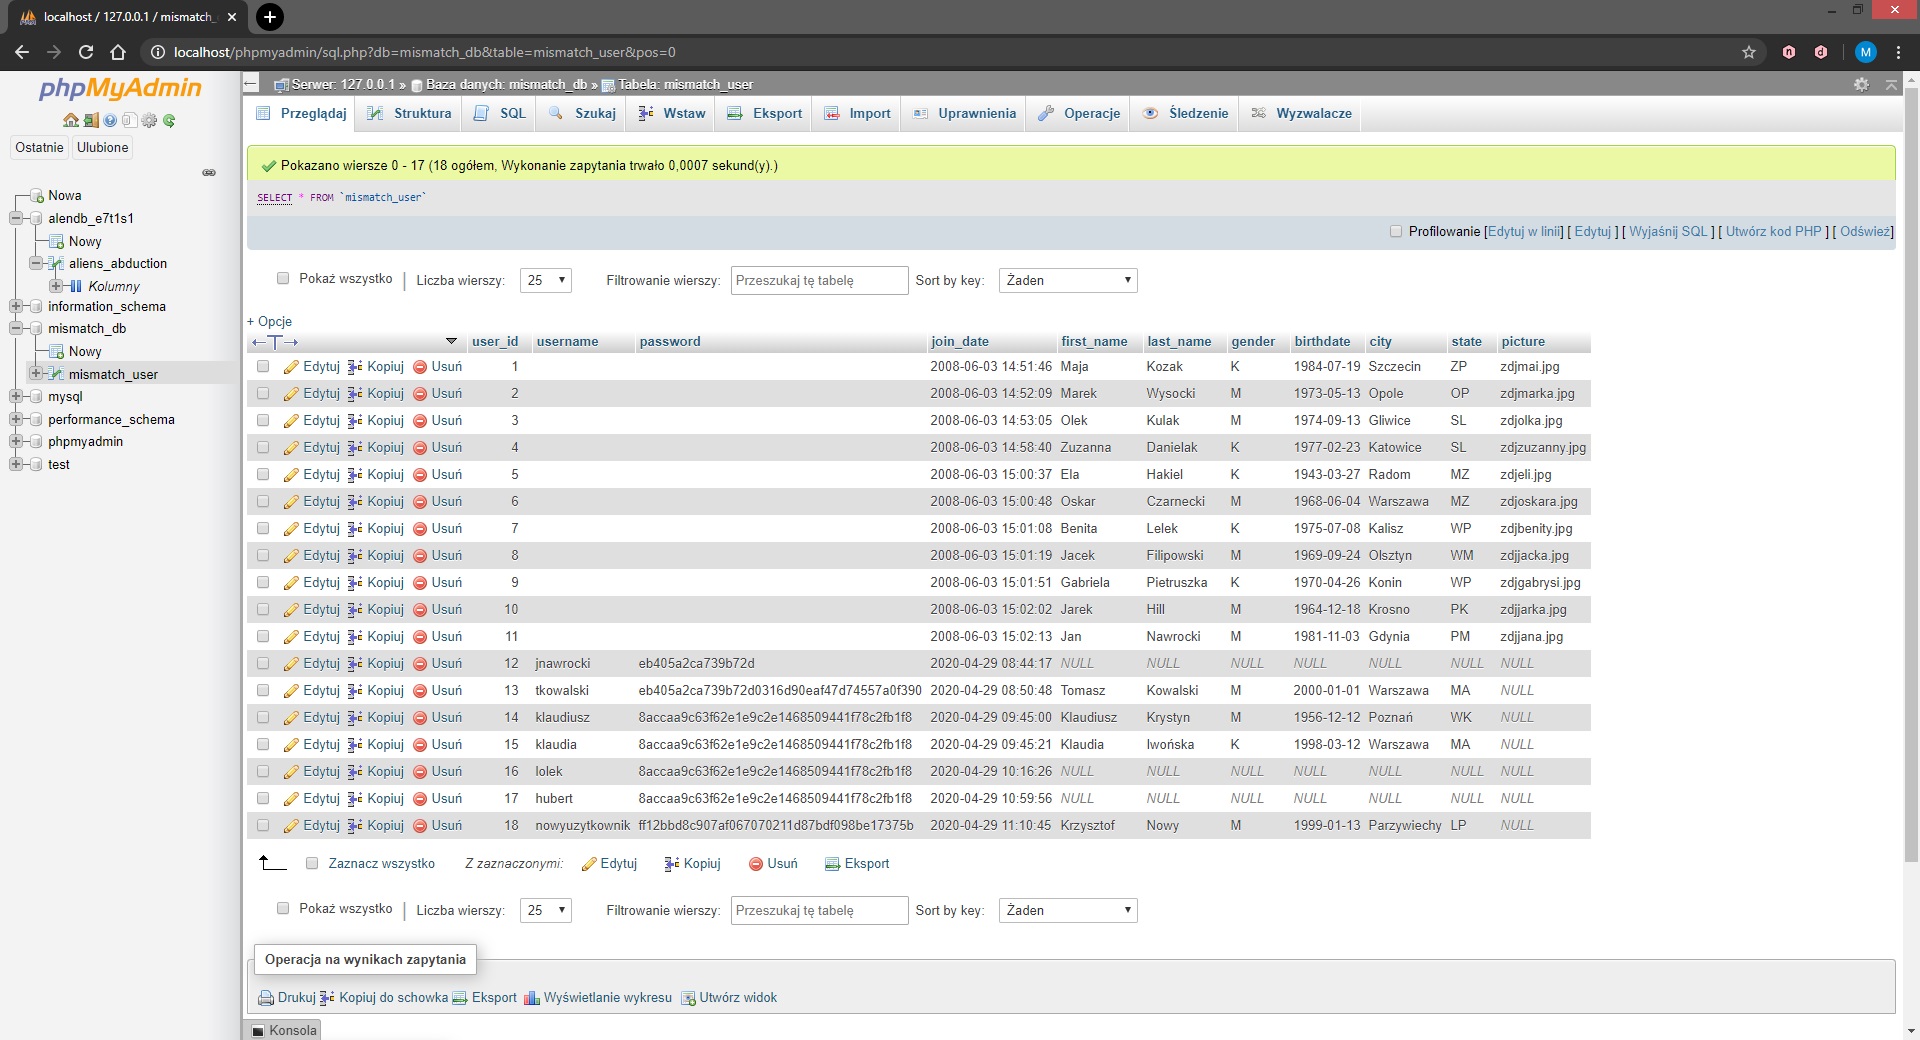 localhost / 127.0.0.1 / mismatch_
localhost/phpmyadmin/sql.php?db=mismatch_db&table=mismatch_user&pos=0
M
phpMyAdmin
Ostatnie Ulubione
Nowa
alendb_e7t1s1
Nowy
aliens_abduction
Kolumny
information_schema
mismatch_db
Nowy
mismatch_user
mysql
performance_schema
phpmyadmin
test
Serwer: 127.0.0.1 » Baza danych: mismatch_db » Tabela: mismatch_user
Przeglądaj Struktura SQL Szukaj Wstaw Eksport Import Uprawnienia Operacje Śledzenie Wyzwalacze
Pokazano wiersze 0 - 17 (18 ogółem, Wykonanie zapytania trwało 0,0007 sekund(y).)
SELECT * FROM `mismatch_user`
Profilowanie [Edytuj w linii] [ Edytuj ] [ Wyjaśnij SQL ] [ Utwórz kod PHP ] [ Odśwież]
Pokaż wszystko | Liczba wierszy: 25 Filtrowanie wierszy: Przeszukaj tę tabelę Sort by key: Żaden
+ Opcje
←T→ user_id username password join_date first_name last_name gender birthdate city state picture
Edytuj Kopiuj Usuń 1 2008-06-03 14:51:46 Maja Kozak K 1984-07-19 Szczecin ZP zdjmai.jpg
Edytuj Kopiuj Usuń 2 2008-06-03 14:52:09 Marek Wysocki M 1973-05-13 Opole OP zdjmarka.jpg
Edytuj Kopiuj Usuń 3 2008-06-03 14:53:05 Olek Kulak M 1974-09-13 Gliwice SL zdjolka.jpg
Edytuj Kopiuj Usuń 4 2008-06-03 14:58:40 Zuzanna Danielak K 1977-02-23 Katowice SL zdjzuzanny.jpg
Edytuj Kopiuj Usuń 5 2008-06-03 15:00:37 Ela Hakiel K 1943-03-27 Radom MZ zdjeli.jpg
Edytuj Kopiuj Usuń 6 2008-06-03 15:00:48 Oskar Czarnecki M 1968-06-04 Warszawa MZ zdjoskara.jpg
Edytuj Kopiuj Usuń 7 2008-06-03 15:01:08 Benita Lelek K 1975-07-08 Kalisz WP zdjbenity.jpg
Edytuj Kopiuj Usuń 8 2008-06-03 15:01:19 Jacek Filipowski M 1969-09-24 Olsztyn WM zdjjacka.jpg
Edytuj Kopiuj Usuń 9 2008-06-03 15:01:51 Gabriela Pietruszka K 1970-04-26 Konin WP zdjgabrysi.jpg
Edytuj Kopiuj Usuń 10 2008-06-03 15:02:02 Jarek Hill M 1964-12-18 Krosno PK zdjjarka.jpg
Edytuj Kopiuj Usuń 11 2008-06-03 15:02:13 Jan Nawrocki M 1981-11-03 Gdynia PM zdjjana.jpg
Edytuj Kopiuj Usuń 12 jnawrocki eb405a2ca739b72d 2020-04-29 08:44:17 NULL NULL NULL NULL NULL NULL NULL
Edytuj Kopiuj Usuń 13 tkowalski eb405a2ca739b72d0316d90eaf47d74557a0f390 2020-04-29 08:50:48 Tomasz Kowalski M 2000-01-01 Warszawa MA NULL
Edytuj Kopiuj Usuń 14 klaudiusz 8accaa9c63f62e1e9c2e1468509441f78c2fb1f8 2020-04-29 09:45:00 Klaudiusz Krystyn M 1956-12-12 Poznań WK NULL
Edytuj Kopiuj Usuń 15 klaudia 8accaa9c63f62e1e9c2e1468509441f78c2fb1f8 2020-04-29 09:45:21 Klaudia Iwońska K 1998-03-12 Warszawa MA NULL
Edytuj Kopiuj Usuń 16 lolek 8accaa9c63f62e1e9c2e1468509441f78c2fb1f8 2020-04-29 10:16:26 NULL NULL NULL NULL NULL NULL NULL
Edytuj Kopiuj Usuń 17 hubert 8accaa9c63f62e1e9c2e1468509441f78c2fb1f8 2020-04-29 10:59:56 NULL NULL NULL NULL NULL NULL NULL
Edytuj Kopiuj Usuń 18 nowyuzytkownik ff12bbd8c907af067070211d87bdf098be17375b 2020-04-29 11:10:45 Krzysztof Nowy M 1999-01-13 Parzywiechy LP NULL
Zaznacz wszystko Z zaznaczonymi: Edytuj Kopiuj Usuń Eksport
Pokaż wszystko | Liczba wierszy: 25 Filtrowanie wierszy: Przeszukaj tę tabelę Sort by key: Żaden
Operacja na wynikach zapytania
Drukuj Kopiuj do schowka Eksport Wyświetlanie wykresu Utwórz widok
Konsola